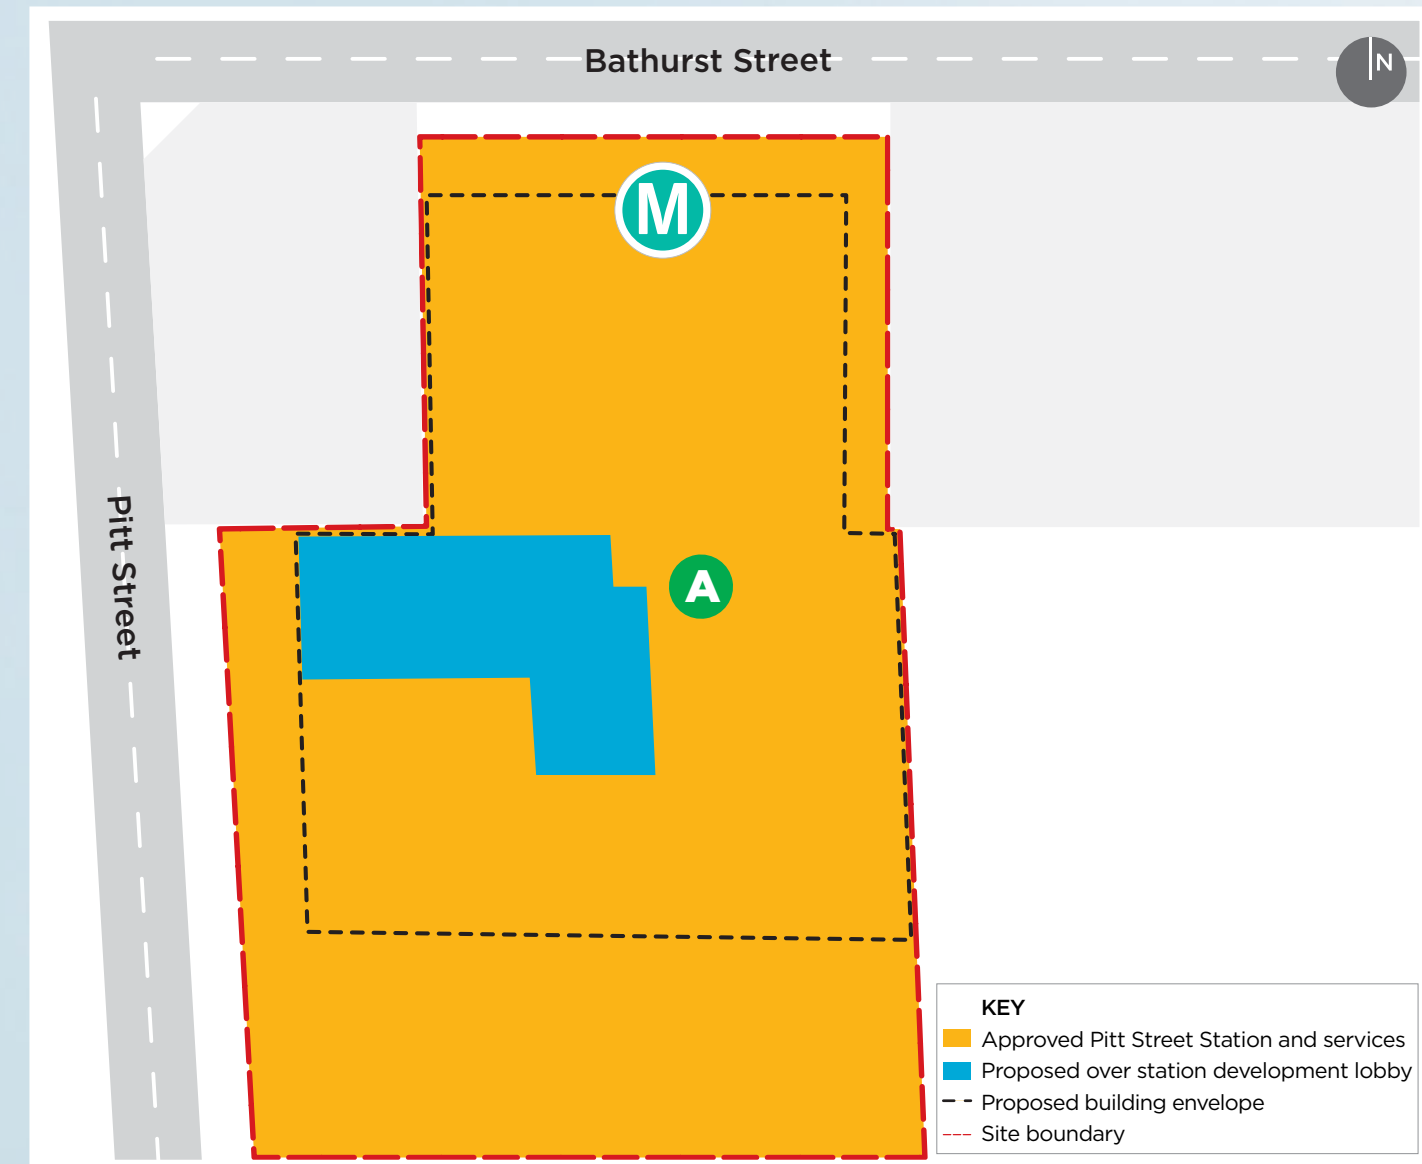 Bathurst Street
N
M
Pitt Street
A
KEY
Approved Pitt Street Station and services
Proposed over station development lobby
Proposed building envelope
Site boundary